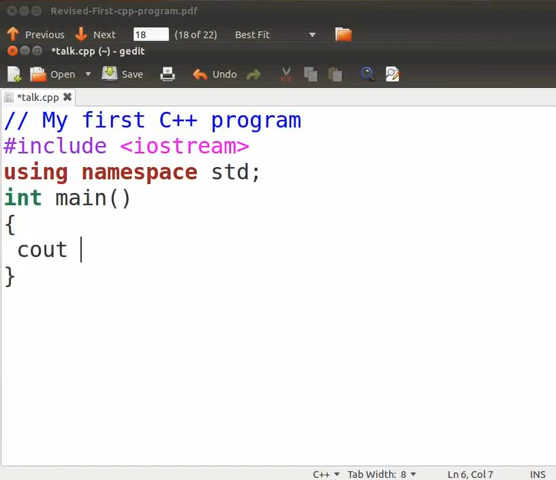 Revised-First-cpp-program.pdf
Previous Next 18 (18 of 22) Best Fit
*talk.cpp (~) - gedit
Open Save Undo
*talk.cpp
// My first C++ program
#include <iostream>
using namespace std;
int main()
{
cout
}
C++ Tab Width: 8 Ln 6, Col 7 INS